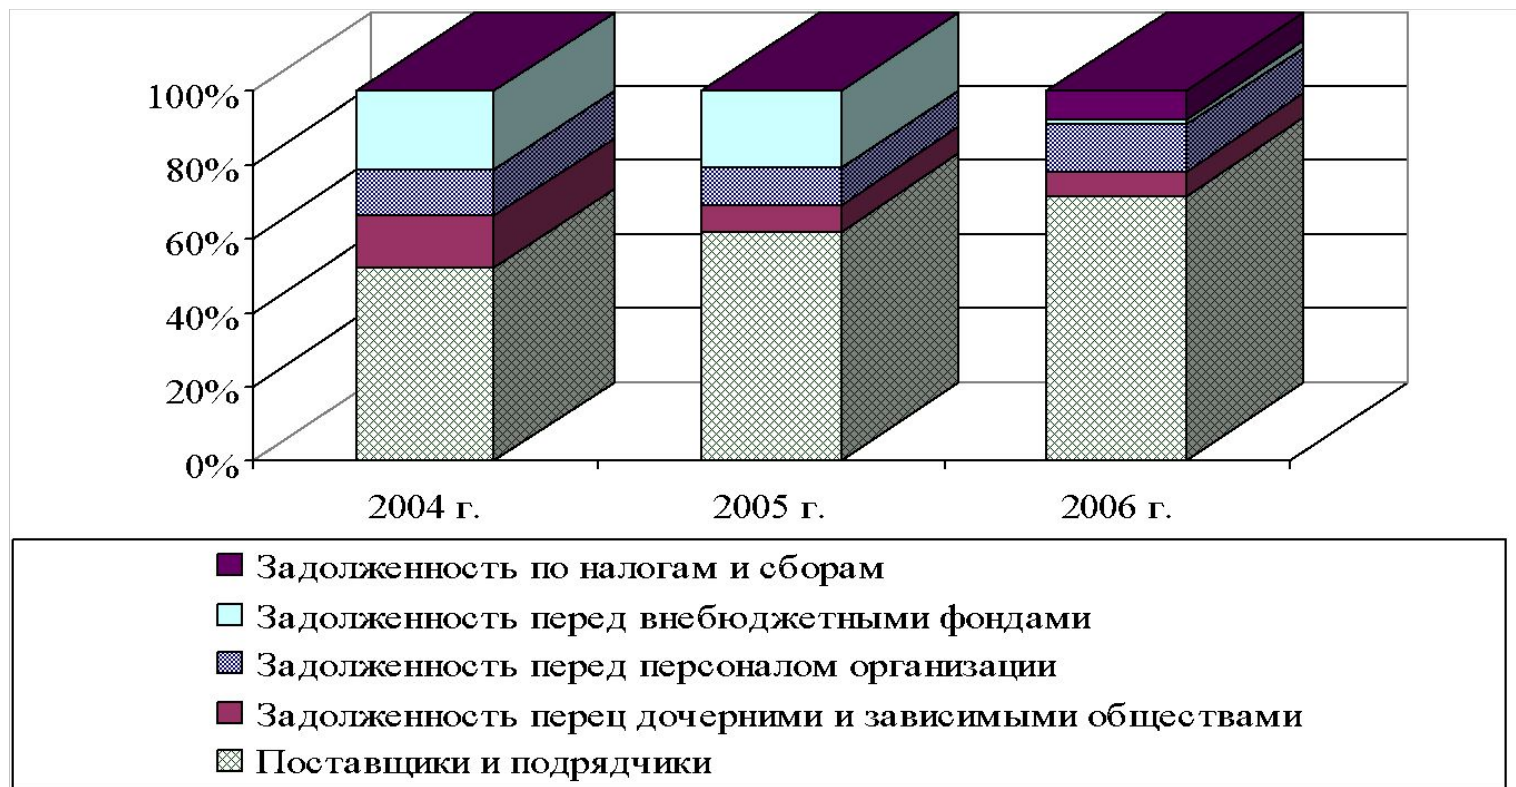 100%
80%
60%
40%
20%
0%
2004 г. 2005 г. 2006 г.
Задолженность по налогам и сборам
Задолженность перед внебюджетными фондами
Задолженность перед персоналом организации
Задолженность перец дочерними и зависимыми обществами
Поставщики и подрядчики